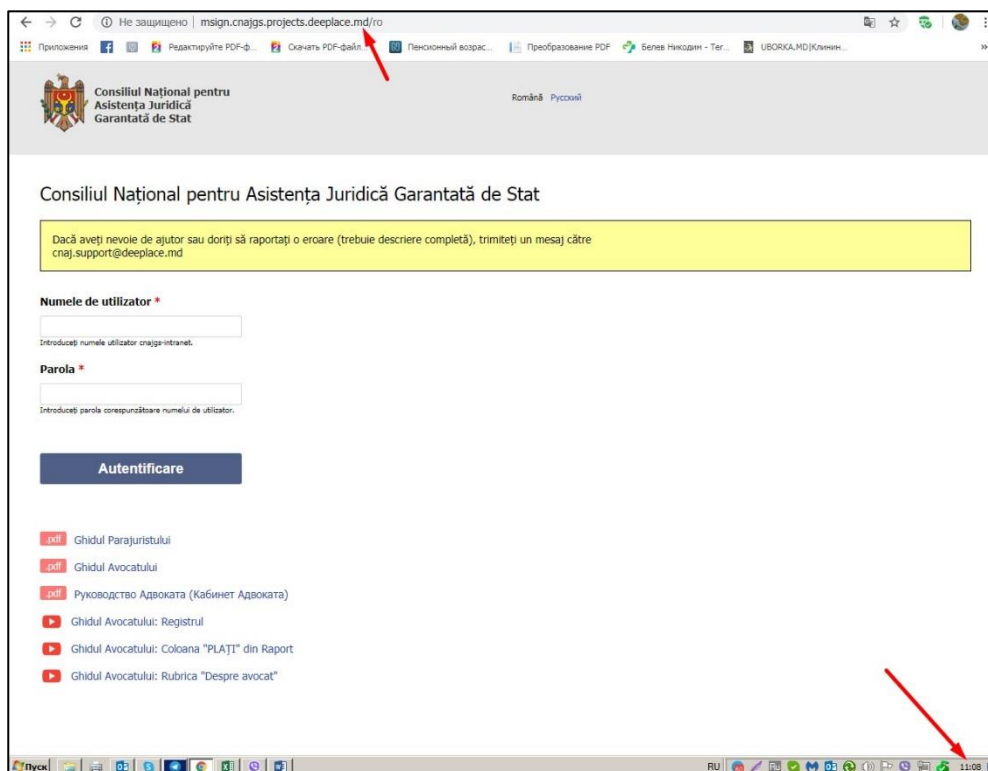 Не защищено | msign.cnajgs.projects.deeplace.md/ro
Приложения Редактируйте PDF-ф... Скачать PDF-файл... Пенсионный возрас... Преобразование PDF Белев Никодим - Тег... UBORKA.MD|Клинин... »
Consiliul Național pentru
Asistența Juridică
Garantată de Stat
Română Русский
Consiliul Național pentru Asistența Juridică Garantată de Stat
Dacă aveți nevoie de ajutor sau doriți să raportați o eroare (trebuie descriere completă), trimiteți un mesaj către
cnaj.support@deeplace.md
Numele de utilizator *
Introduceți numele utilizator cnajgs-intranet.
Parola *
Introduceți parola corespunzătoare numelui de utilizator.
Autentificare
.pdf Ghidul Parajuristului
.pdf Ghidul Avocatului
.pdf Руководство Адвоката (Кабинет Адвоката)
Ghidul Avocatului: Registrul
Ghidul Avocatului: Coloana "PLĂȚI" din Raport
Ghidul Avocatului: Rubrica "Despre avocat"
Пуск RU 11:08